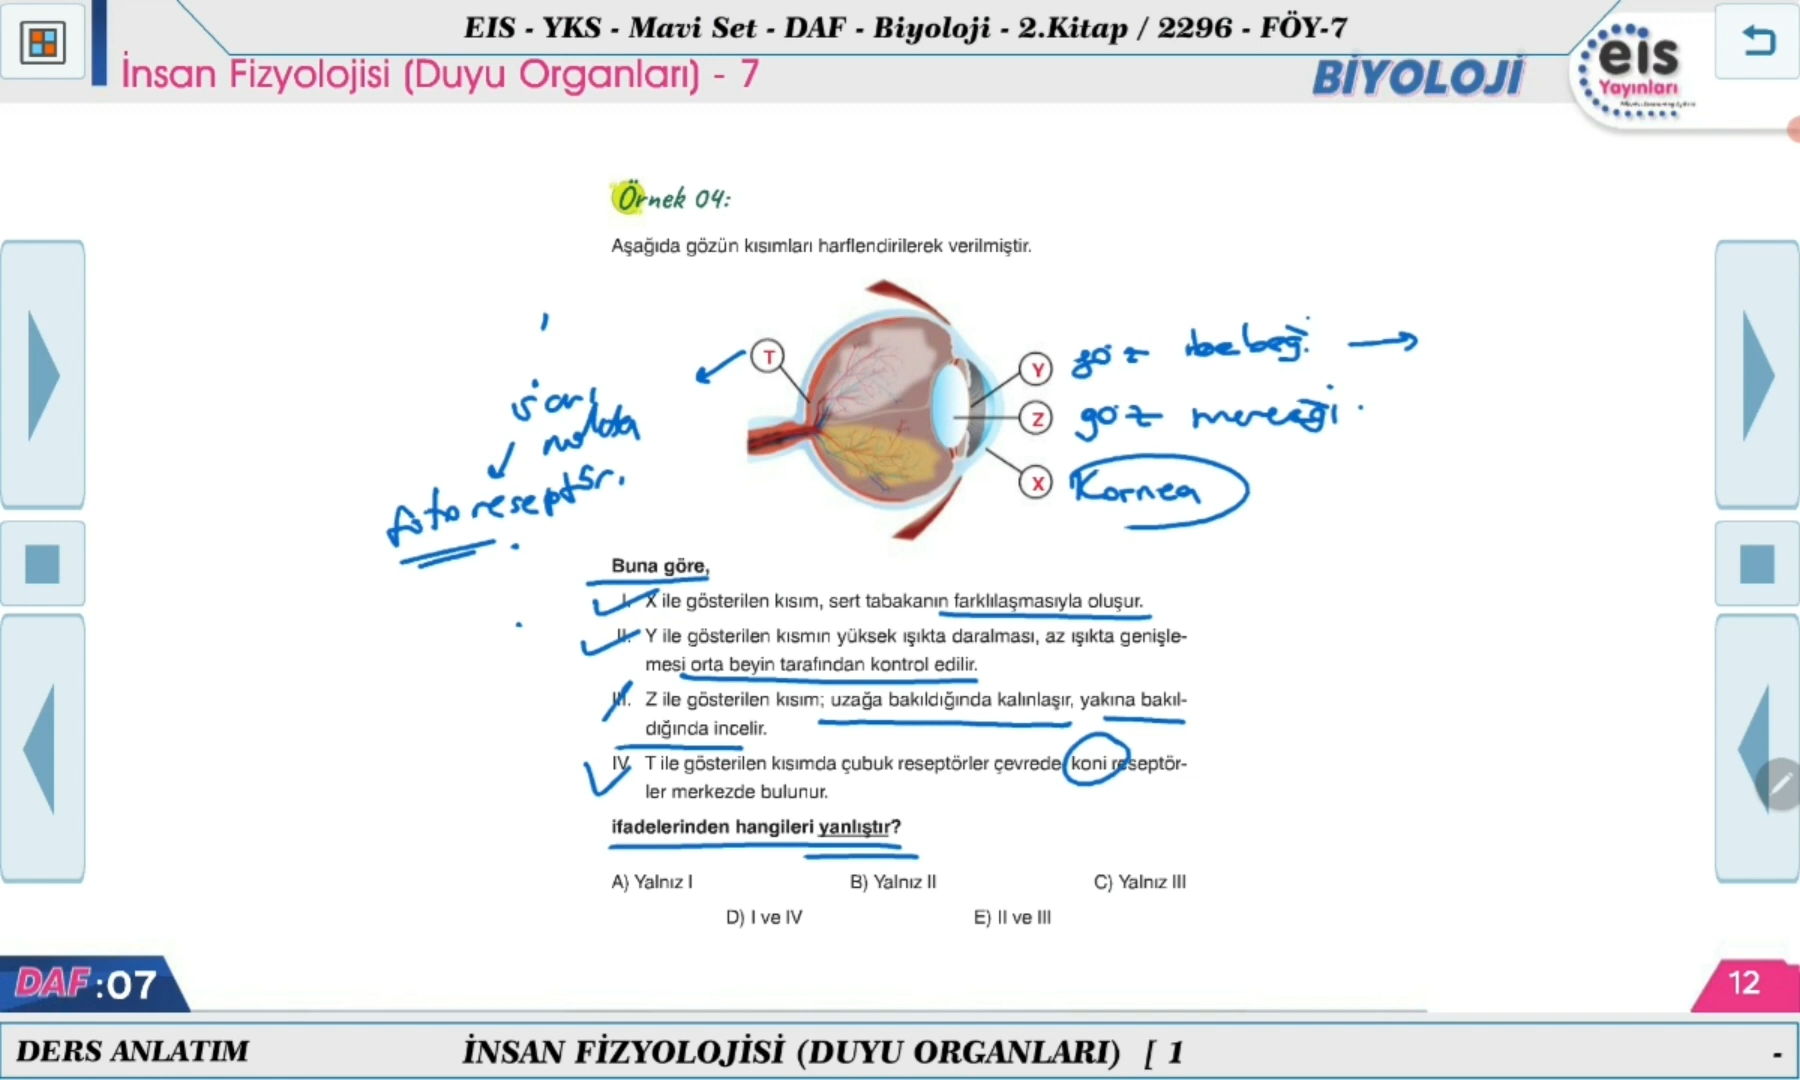 EIS - YKS - Mavi Set - DAF - Biyoloji - 2.Kitap / 2296 - FÖY-7
İnsan Fizyolojisi (Duyu Organları) - 7
BİYOLOJİ
eis
Yayınları
Örnek 04:
Aşağıda gözün kısımları harflendirilerek verilmiştir.
T
Y
göz bebeği
Z
göz merceği
X
Kornea
sarı
nokta
fotoreseptör.
Buna göre,
I. X ile gösterilen kısım, sert tabakanın farklılaşmasıyla oluşur.
II. Y ile gösterilen kısmın yüksek ışıkta daralması, az ışıkta genişle-
mesi orta beyin tarafından kontrol edilir.
III. Z ile gösterilen kısım; uzağa bakıldığında kalınlaşır, yakına bakıl-
dığında incelir.
IV. T ile gösterilen kısımda çubuk reseptörler çevrede koni reseptör-
ler merkezde bulunur.
ifadelerinden hangileri yanlıştır?
A) Yalnız I B) Yalnız II C) Yalnız III
D) I ve IV E) II ve III
DAF:07
12
DERS ANLATIM İNSAN FİZYOLOJİSİ (DUYU ORGANLARI) [ 1 -